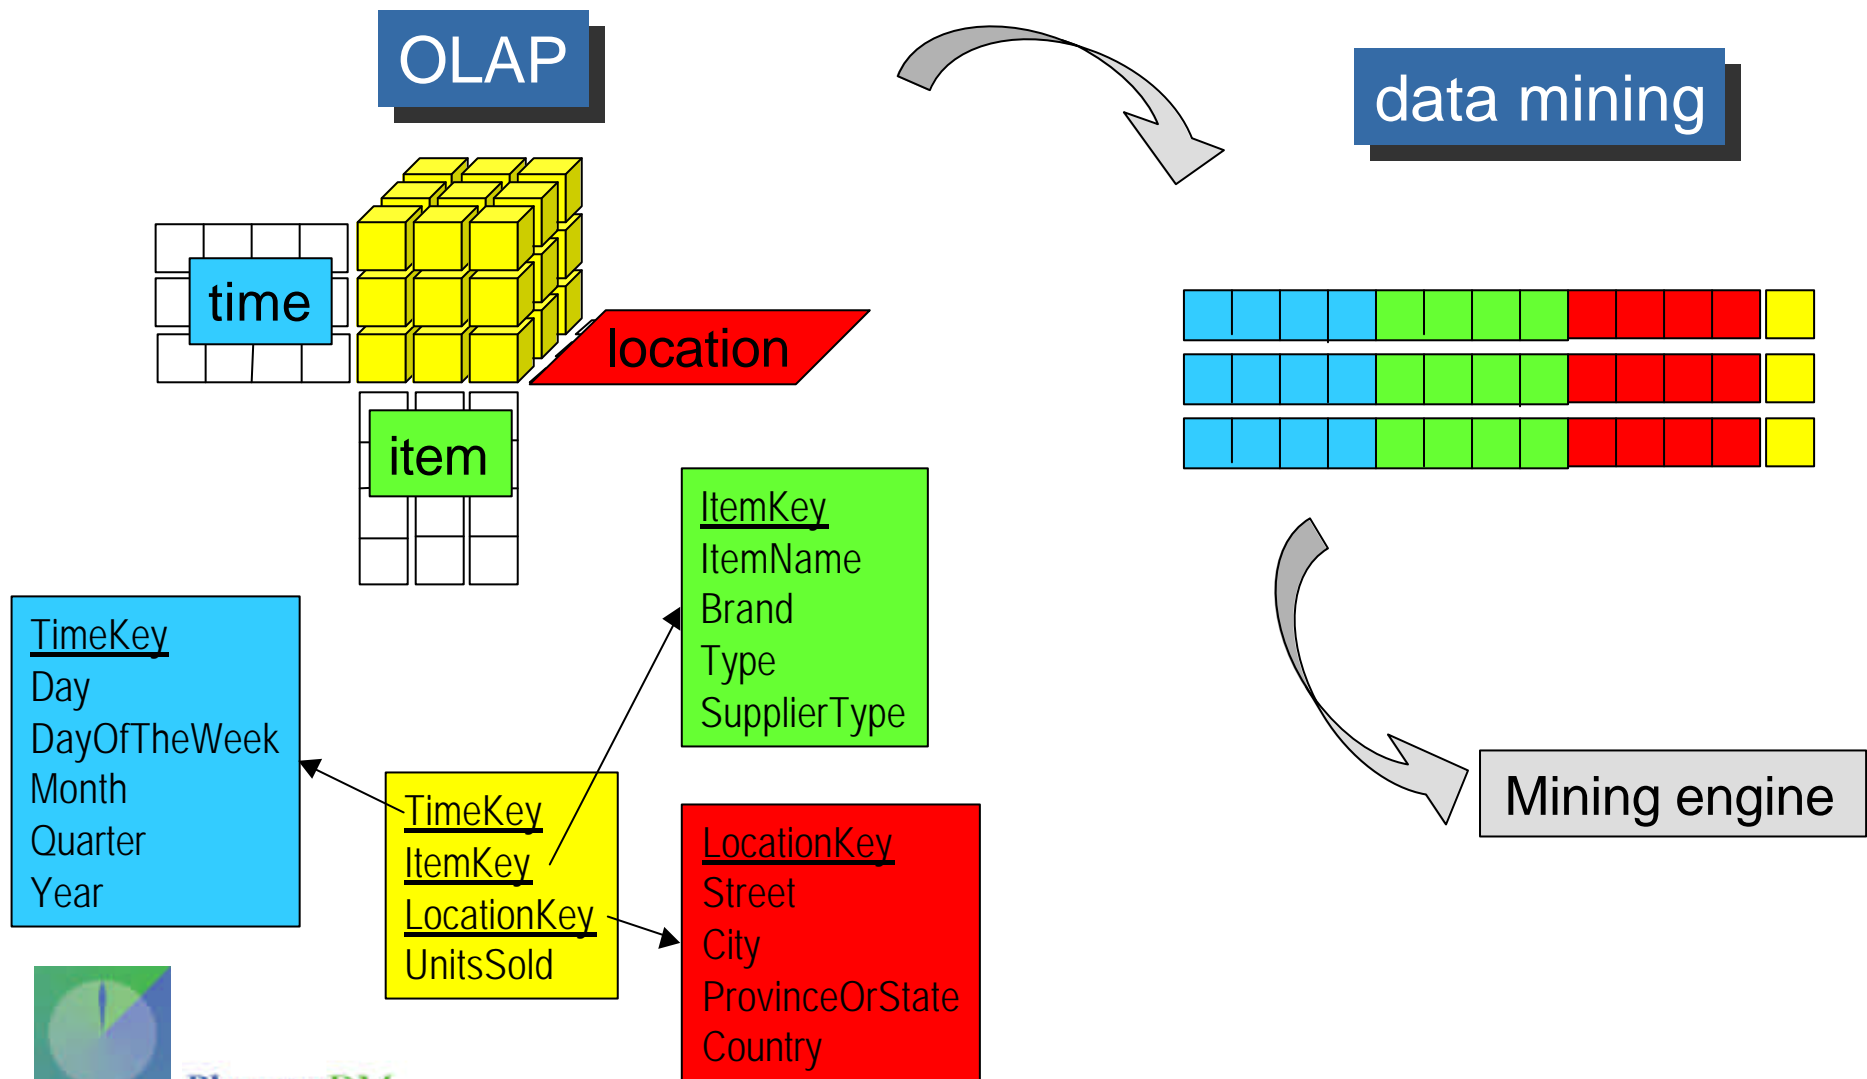 OLAP
data mining
time
location
item
ItemKey
ItemName
Brand
Type
SupplierType
TimeKey
Day
DayOfTheWeek
Month
Quarter
Year
TimeKey
ItemKey
LocationKey
UnitsSold
LocationKey
Street
City
ProvinceOrState
Country
Mining engine